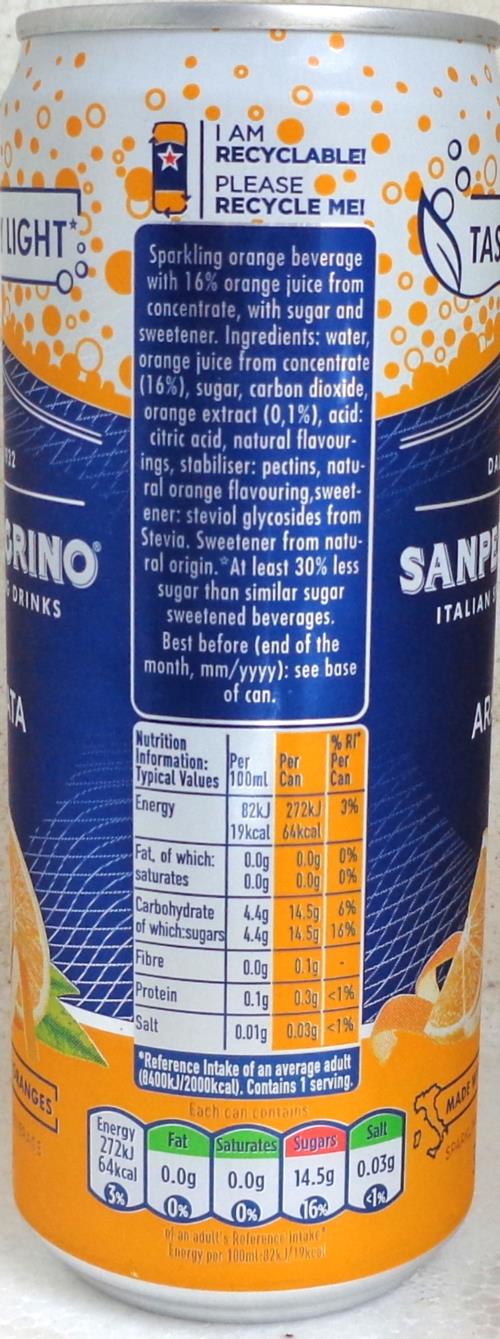 I AM
RECYCLABLE!
PLEASE
RECYCLE ME!
LIGHT*
TAS
Sparkling orange beverage
with 16% orange juice from
concentrate, with sugar and
sweetener. Ingredients: water,
orange juice from concentrate
(16%), sugar, carbon dioxide,
orange extract (0,1%), acid:
citric acid, natural flavour-
ings, stabiliser: pectins, natu-
ral orange flavouring,sweet-
ener: steviol glycosides from
Stevia. Sweetener from natu-
ral origin.*At least 30% less
sugar than similar sugar
sweetened beverages.
Best before (end of the
month, mm/yyyy): see base
of can.
GRINO®
DRINKS
TA
SANPE
ITALIAN
AR
Nutrition Information: Typical Values Per 100ml Per Can % RI* Per Can
Energy 82kJ 272kJ 3%
19kcal 64kcal
Fat, of which: 0.0g 0.0g 0%
saturates 0.0g 0.0g 0%
Carbohydrate 4.4g 14.5g 6%
of which:sugars 4.4g 14.5g 16%
Fibre 0.0g 0.1g -
Protein 0.1g 0.3g <1%
Salt 0.01g 0.03g <1%
*Reference Intake of an average adult
(8400kJ/2000kcal). Contains 1 serving.
RANGES
MADE
Each can contains
Energy Fat Saturates Sugars Salt
272kJ
64kcal 0.0g 0.0g 14.5g 0.03g
3% 0% 0% 16% <1%
of an adult's Reference Intake*
Energy per 100ml:82kJ/19kcal